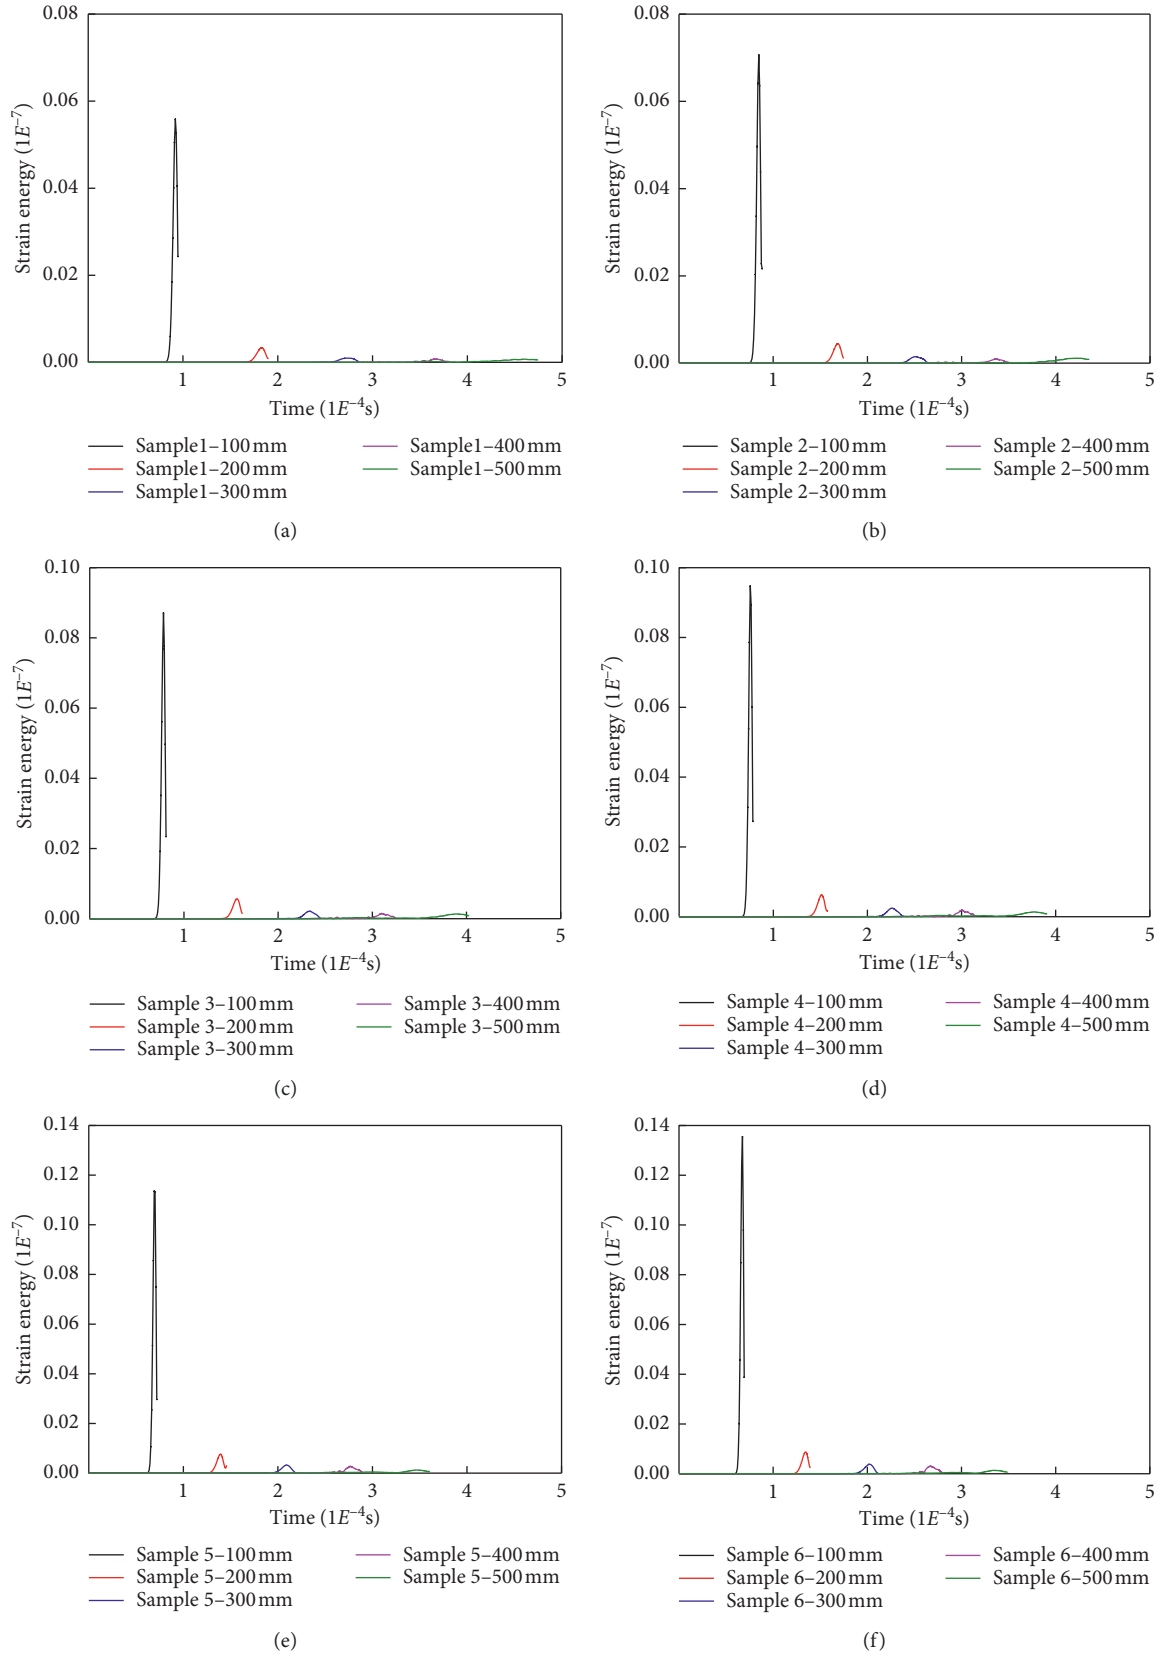 0.08
0.06
0.04
0.02
0.00
Strain energy (1E–7)
1 2 3 4 5
Time (1E–4s)
Sample1–100 mm
Sample1–200 mm
Sample1–300 mm
Sample1–400 mm
Sample1–500 mm
(a)
0.08
0.06
0.04
0.02
0.00
Strain energy (1E–7)
1 2 3 4 5
Time (1E–4s)
Sample 2–100 mm
Sample 2–200 mm
Sample 2–300 mm
Sample 2–400 mm
Sample 2–500 mm
(b)
0.10
0.08
0.06
0.04
0.02
0.00
Strain energy (1E–7)
1 2 3 4 5
Time (1E–4s)
Sample 3–100 mm
Sample 3–200 mm
Sample 3–300 mm
Sample 3–400 mm
Sample 3–500 mm
(c)
0.10
0.08
0.06
0.04
0.02
0.00
Strain energy (1E–7)
1 2 3 4 5
Time (1E–4s)
Sample 4–100 mm
Sample 4–200 mm
Sample 4–300 mm
Sample 4–400 mm
Sample 4–500 mm
(d)
0.14
0.12
0.10
0.08
0.06
0.04
0.02
0.00
Strain energy (1E–7)
1 2 3 4 5
Time (1E–4s)
Sample 5–100 mm
Sample 5–200 mm
Sample 5–300 mm
Sample 5–400 mm
Sample 5–500 mm
(e)
0.14
0.12
0.10
0.08
0.06
0.04
0.02
0.00
Strain energy (1E–7)
1 2 3 4 5
Time (1E–4s)
Sample 6–100 mm
Sample 6–200 mm
Sample 6–300 mm
Sample 6–400 mm
Sample 6–500 mm
(f)